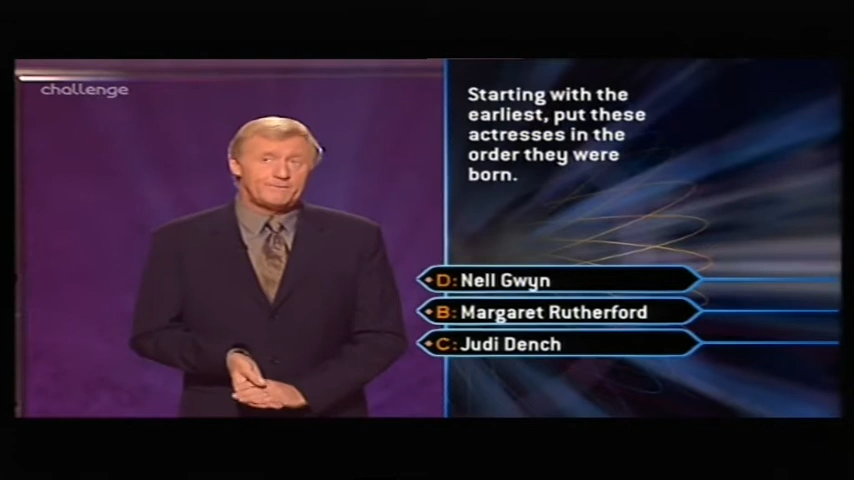 challenge
Starting with the
earliest, put these
actresses in the
order they were
born.
D: Nell Gwyn
B: Margaret Rutherford
C: Judi Dench